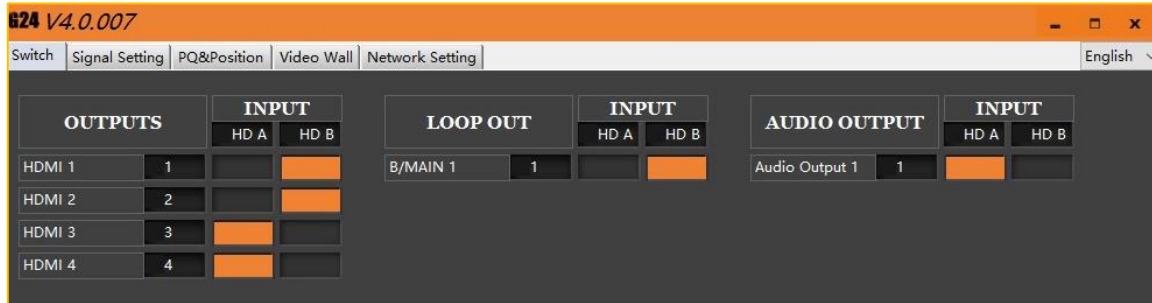 G24 V4.0.007
Switch Signal Setting PQ&Position Video Wall Network Setting English
OUTPUTS INPUT LOOP OUT INPUT AUDIO OUTPUT INPUT
HD A HD B HD A HD B HD A HD B
HDMI 1 1 B/MAIN 1 1 Audio Output 1 1
HDMI 2 2
HDMI 3 3
HDMI 4 4